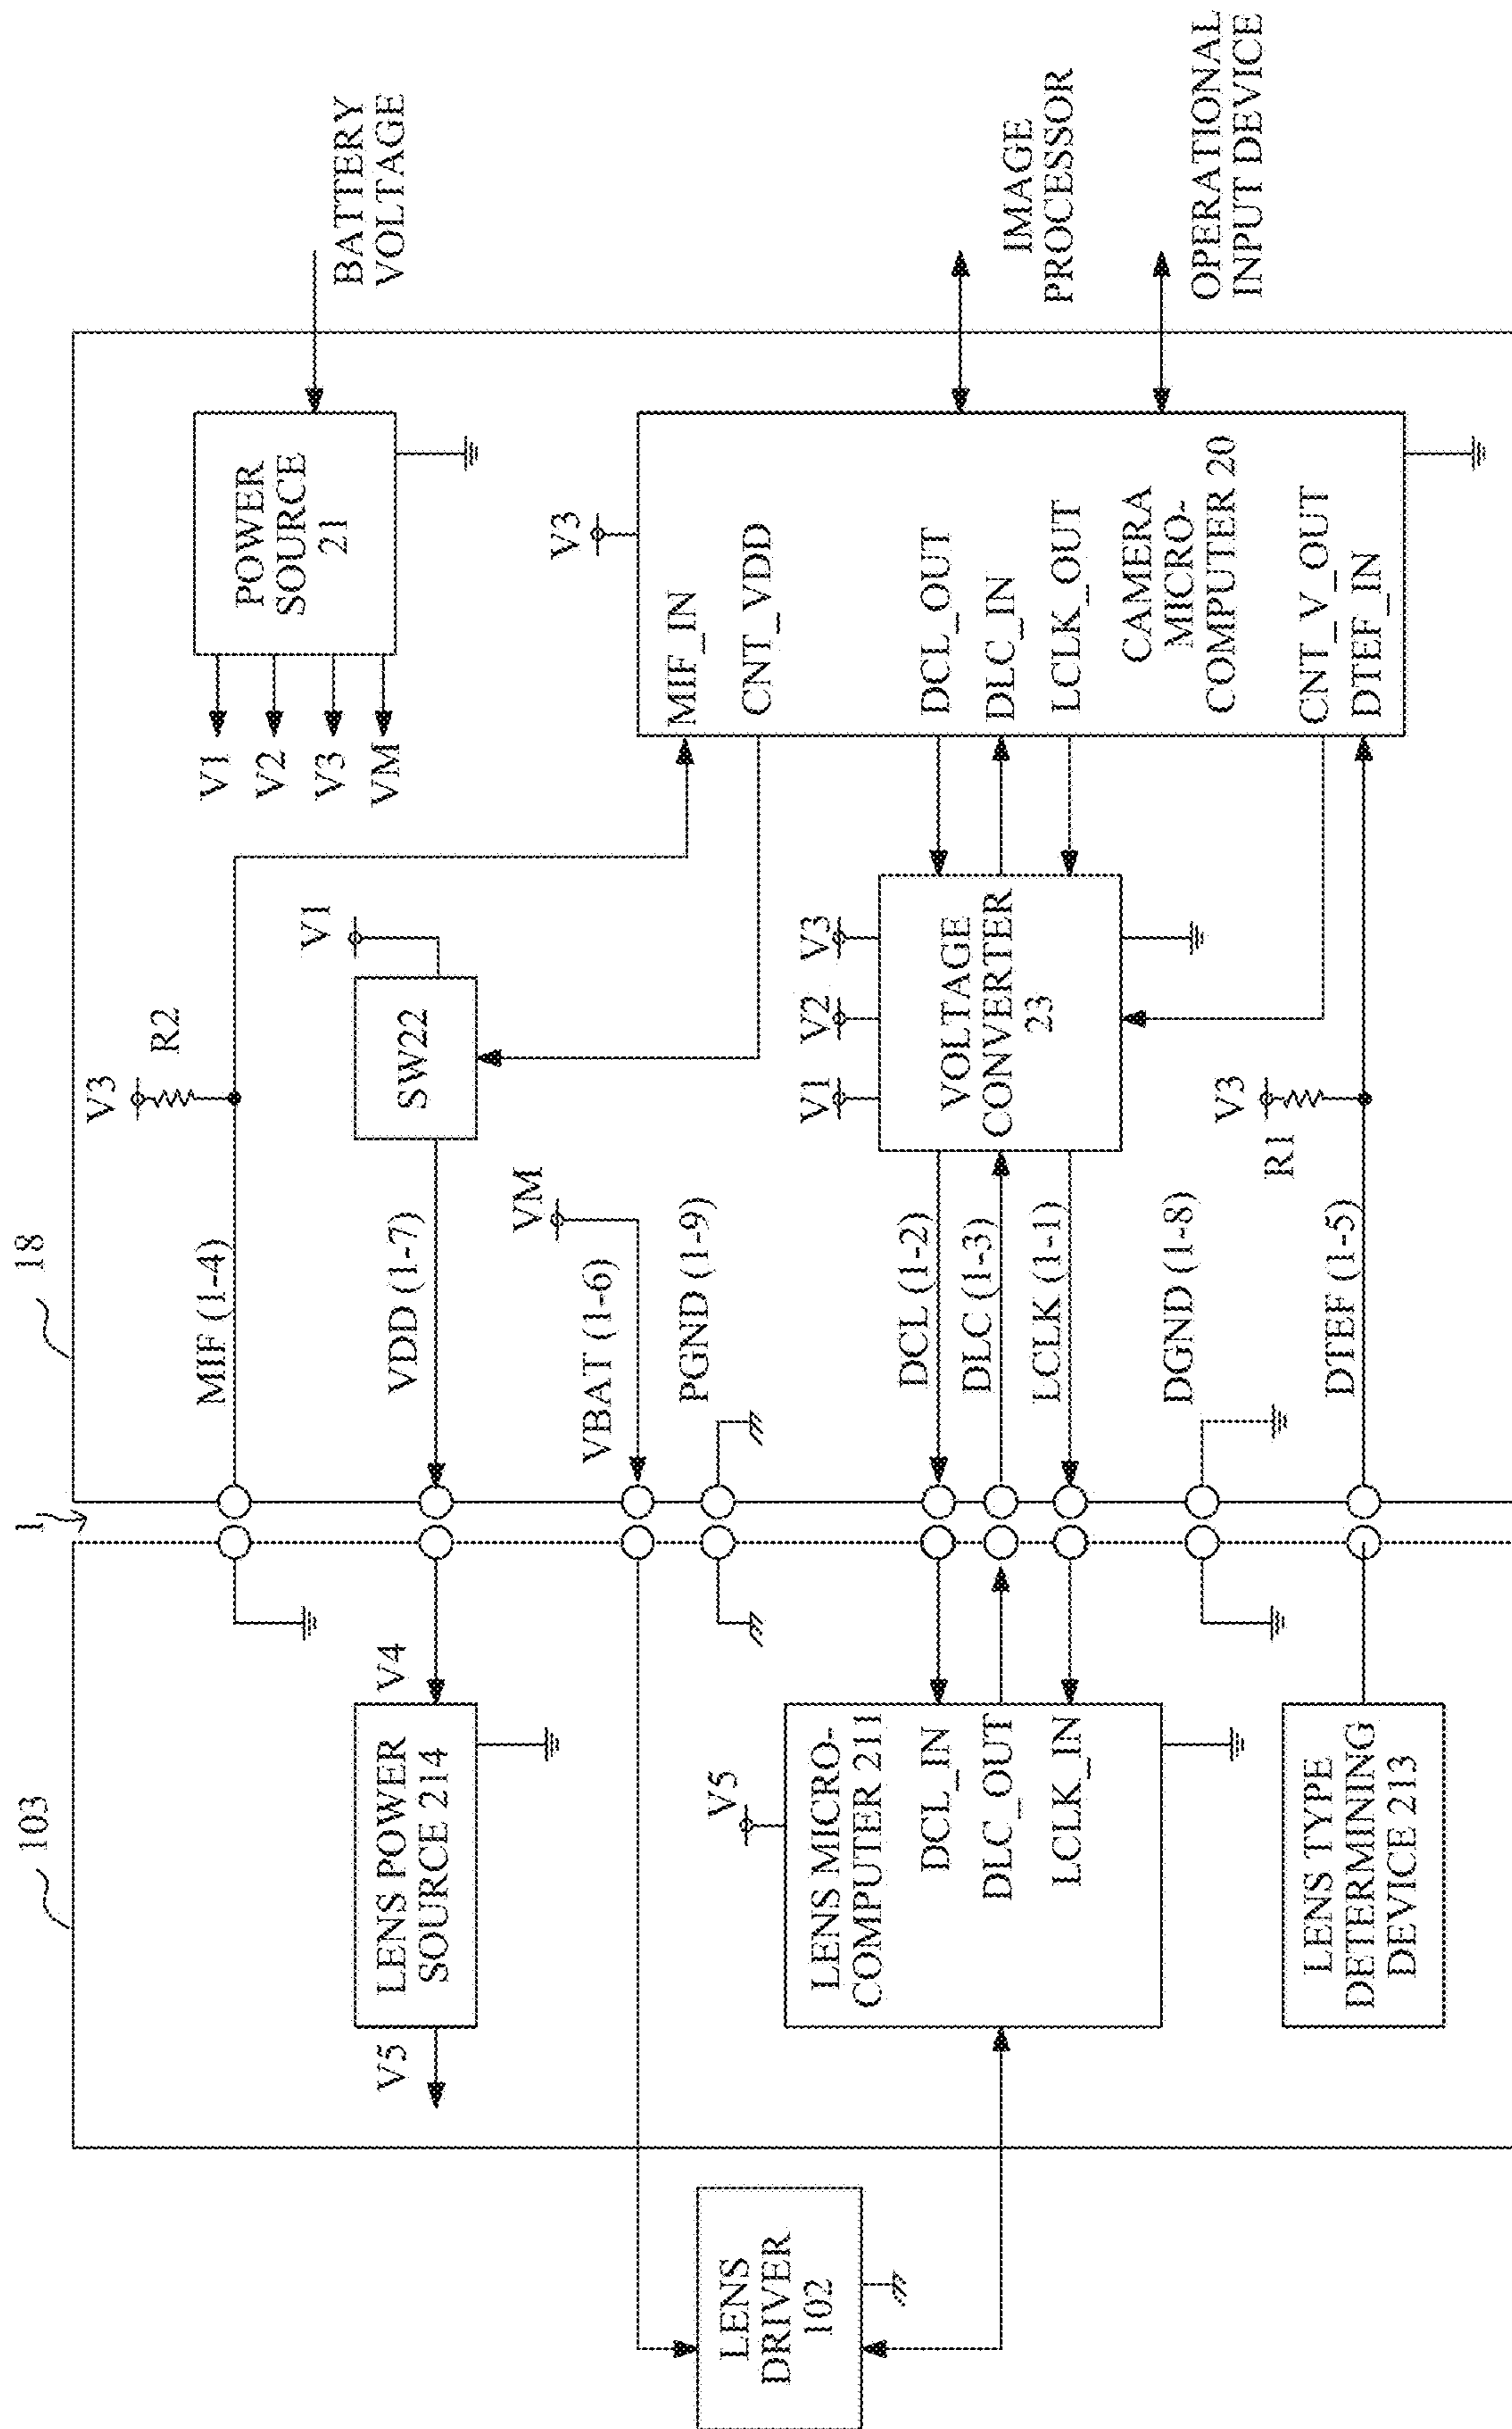 103
1
18
MIF (1-4)
V3
R2
V1
V2
V3
VM
POWER
SOURCE
21
BATTERY
VOLTAGE
V5
LENS POWER
SOURCE 214
V4
VDD (1-7)
SW22
V1
V3
MIF_IN
CNT_VDD
VM
VBAT (1-6)
PGND (1-9)
LENS
DRIVER
102
V5
LENS MICRO-
COMPUTER 211
DCL_IN
DLC_OUT
LCLK_IN
DCL (1-2)
DLC (1-3)
LCLK (1-1)
V1
V2
V3
VOLTAGE
CONVERTER
23
DCL_OUT
DLC_IN
LCLK_OUT
CAMERA
MICRO-
COMPUTER 20
CNT_V_OUT
DTEF_IN
IMAGE
PROCESSOR
OPERATIONAL
INPUT DEVICE
DGND (1-8)
V3
R1
DTEF (1-5)
LENS TYPE
DETERMINING
DEVICE 213